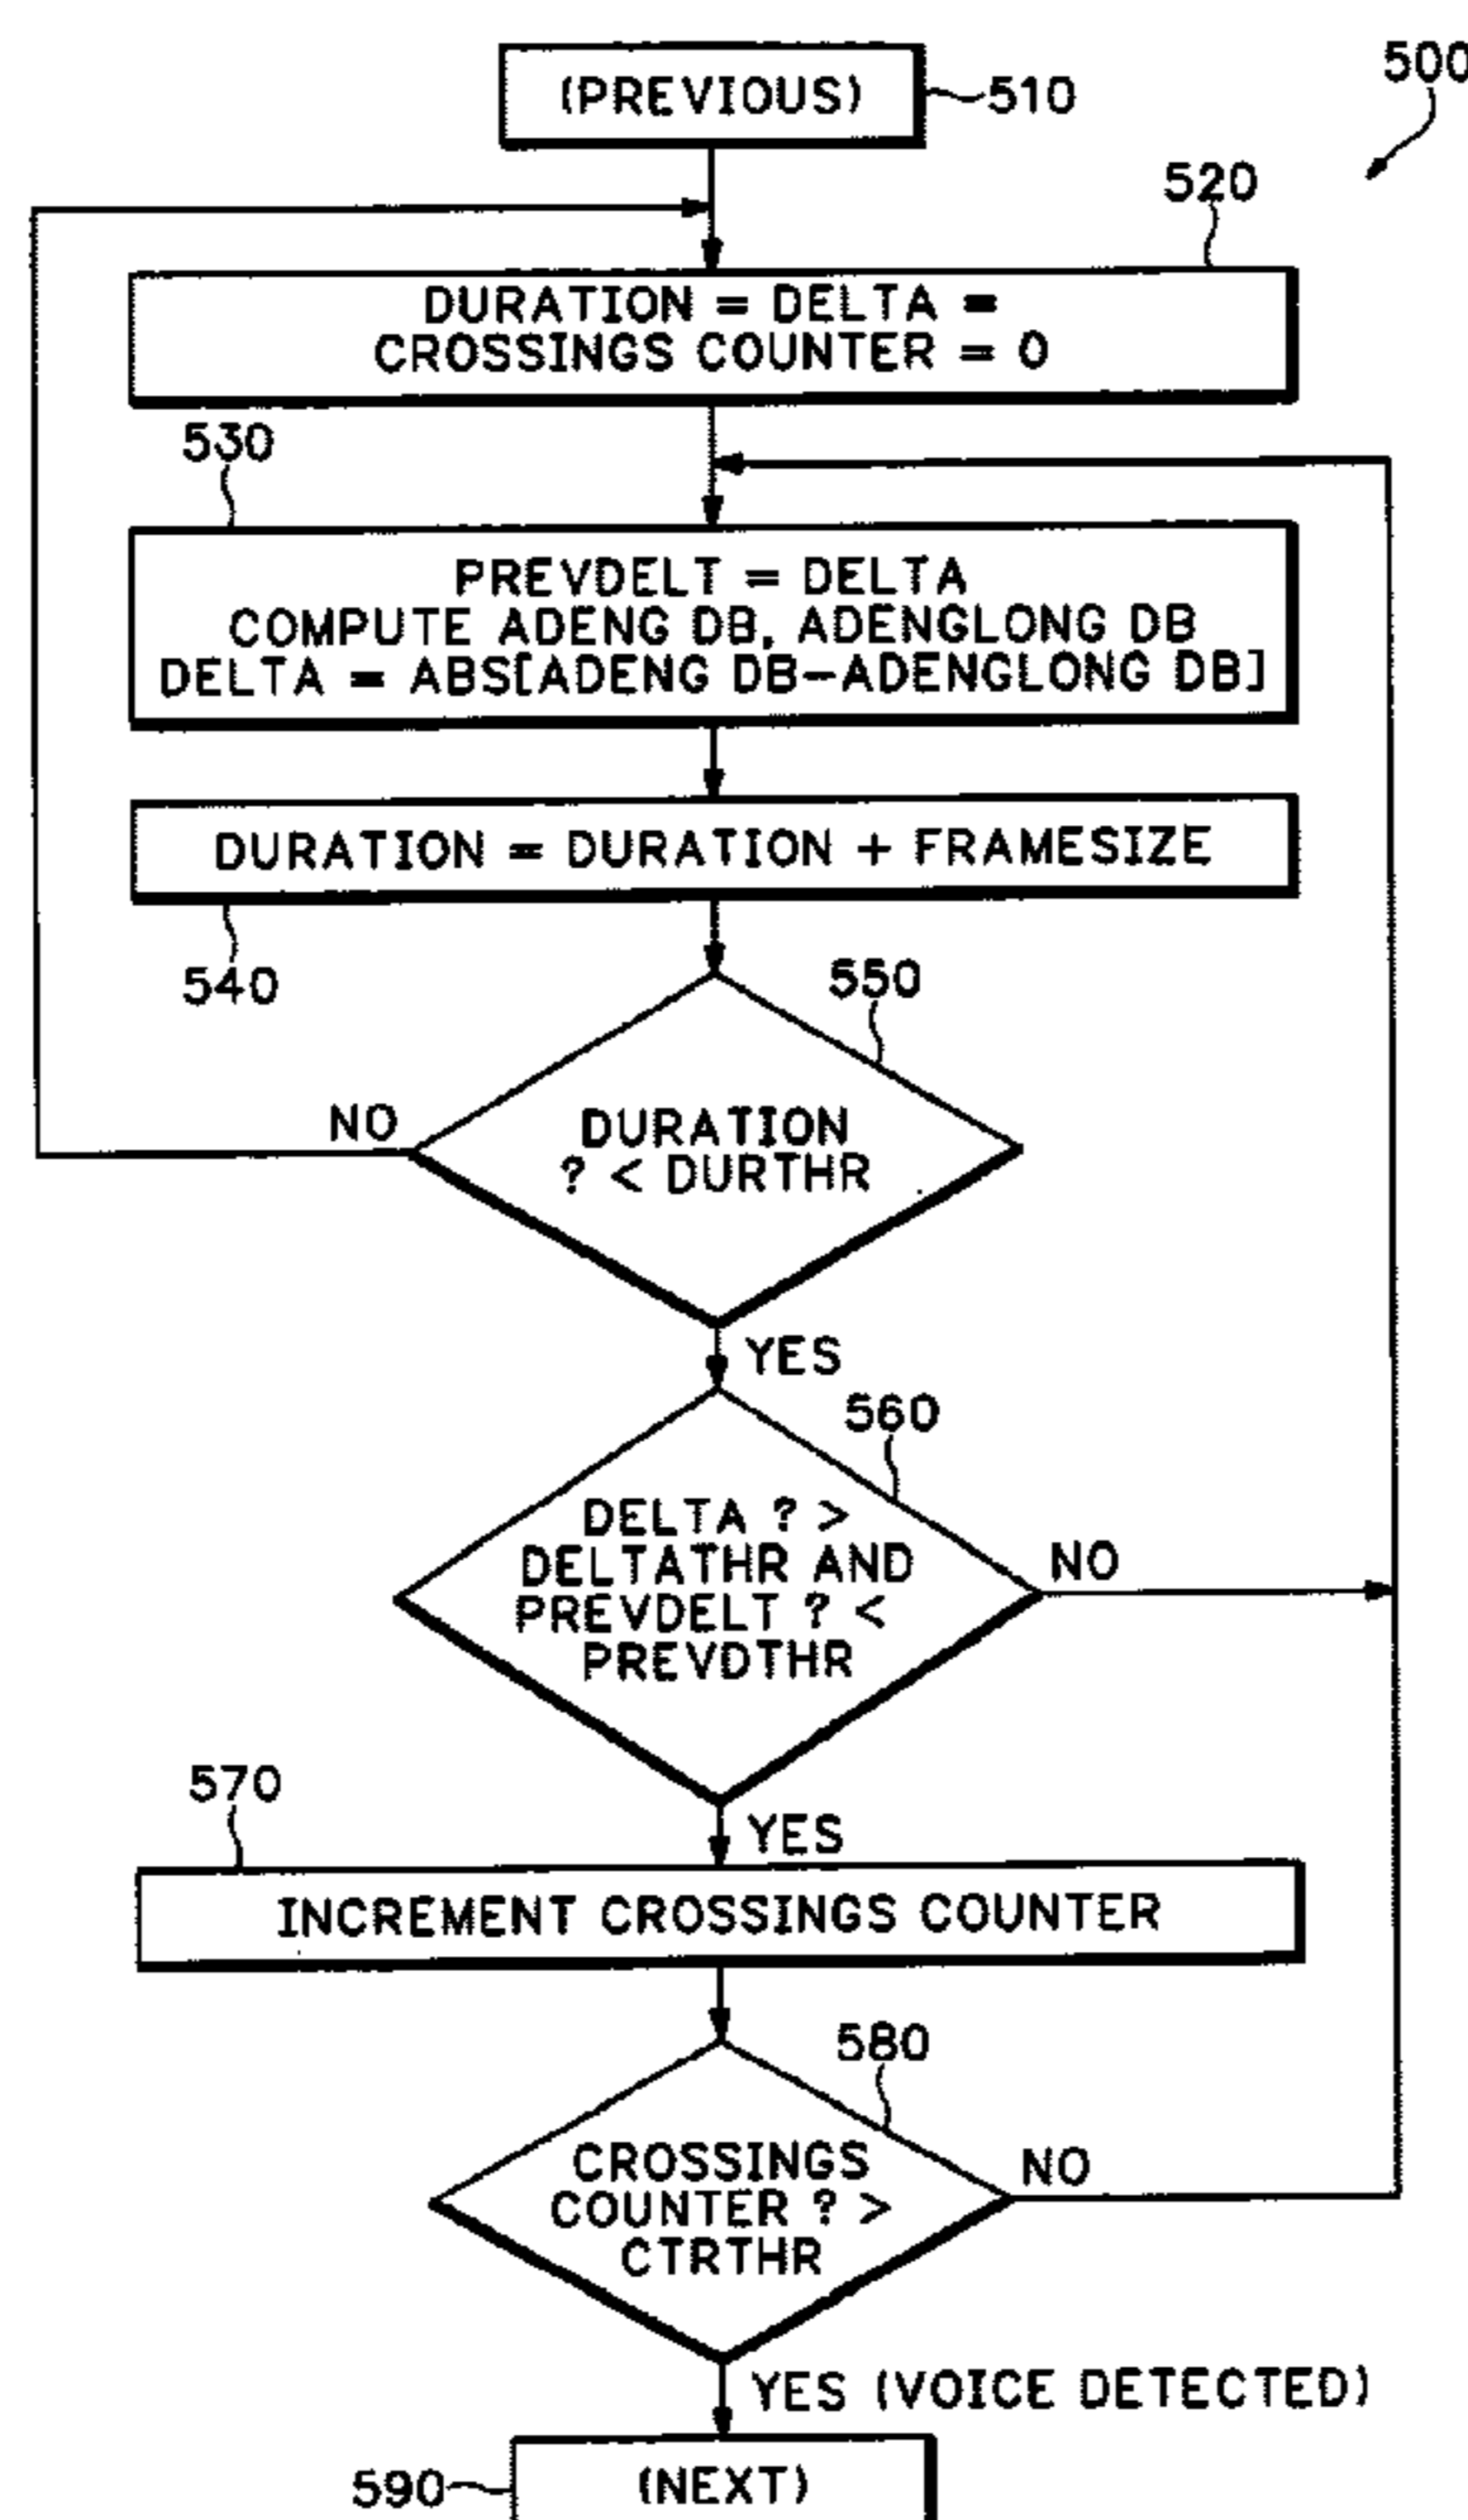 500
(PREVIOUS)
510
520
DURATION = DELTA =
CROSSINGS COUNTER = 0
530
PREVDELT = DELTA
COMPUTE ADENG DB, ADENGLONG DB
DELTA = ABS[ADENG DB-ADENGLONG DB]
DURATION = DURATION + FRAMESIZE
540
550
DURATION
? < DURTHR
NO
YES
560
DELTA ? >
DELTATHR AND
PREVDELT ? <
PREVDTHR
NO
YES
570
INCREMENT CROSSINGS COUNTER
580
CROSSINGS
COUNTER ? >
CTRTHR
NO
YES (VOICE DETECTED)
590
(NEXT)